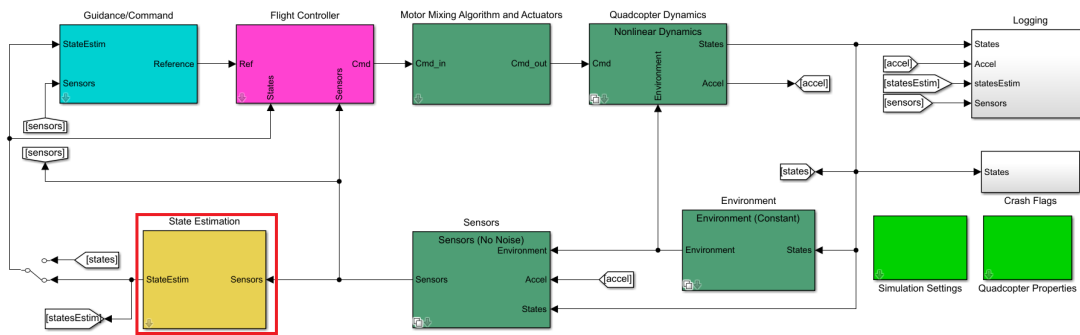 Guidance/Command
StateEstim
Reference
Sensors
[sensors]
[sensors]
Flight Controller
Ref
Cmd
States
Sensors
Motor Mixing Algorithm and Actuators
Cmd_in
Cmd_out
Quadcopter Dynamics
Nonlinear Dynamics
States
Cmd
Accel
Environment
[accel]
Logging
States
[accel]
Accel
[statesEstim]
statesEstim
[sensors]
Sensors
[states]
States
Crash Flags
State Estimation
StateEstim
Sensors
[states]
[statesEstim]
Sensors
Sensors (No Noise)
Environment
Sensors
Accel
[accel]
States
Environment
Environment (Constant)
Environment
States
Simulation Settings
Quadcopter Properties